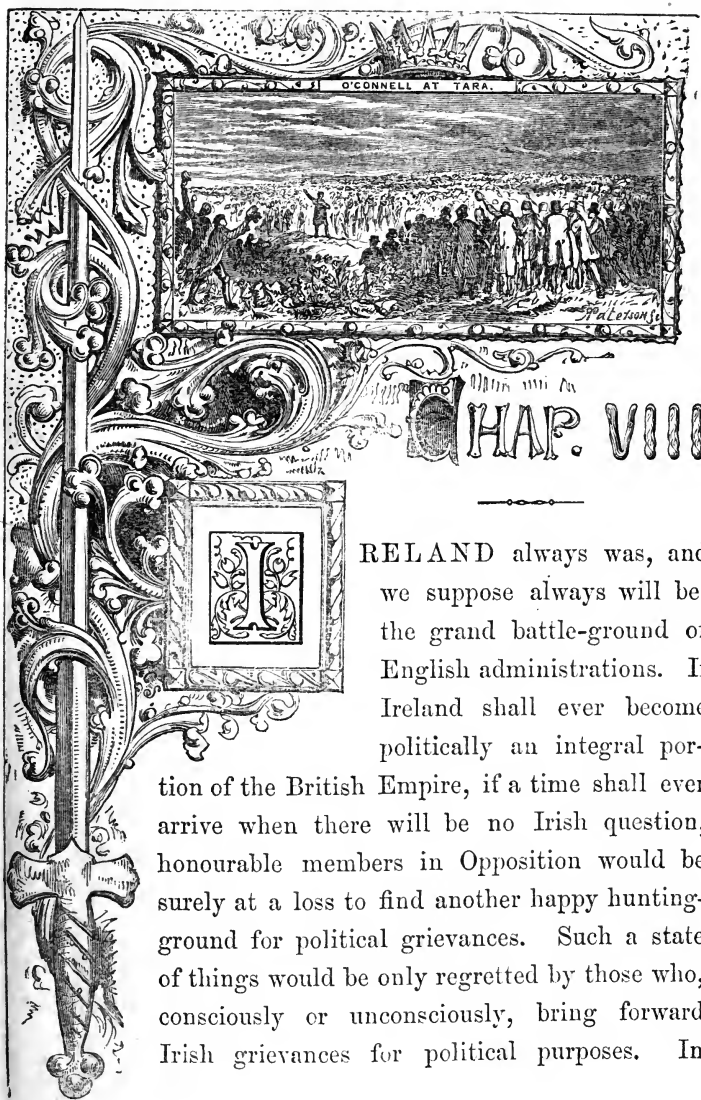 O'CONNELL AT TARA.
Paterson Sc.
CHAP. VIII
IRELAND always was, and
we suppose always will be
the grand battle-ground of
English administrations. If
Ireland shall ever become
politically an integral por-
tion of the British Empire, if a time shall ever
arrive when there will be no Irish question,
honourable members in Opposition would be
surely at a loss to find another happy hunting-
ground for political grievances. Such a state
of things would be only regretted by those who,
consciously or unconsciously, bring forward
Irish grievances for political purposes. In